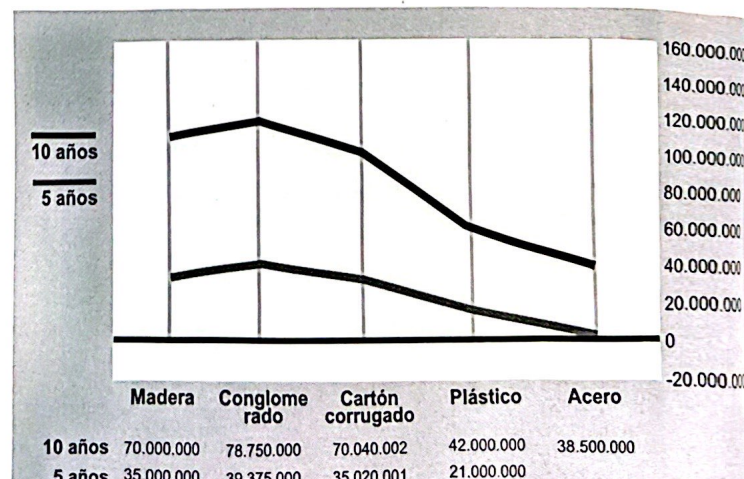 160.000.000
140.000.000
120.000.000
10 años
100.000.000
5 años
80.000.000
60.000.000
40.000.000
20.000.000
0
-20.000.000
Madera Conglome rado Cartón corrugado Plástico Acero
10 años 70.000.000 78.750.000 70.040.002 42.000.000 38.500.000
5 años 35.000.000 39.375.000 35.020.001 21.000.000